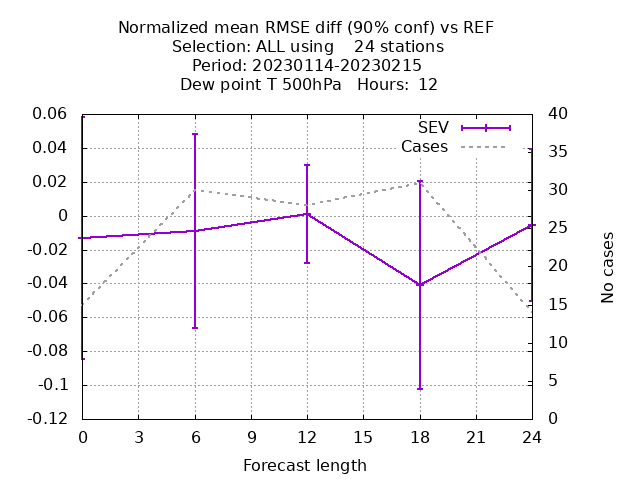 Normalized mean RMSE diff (90% conf) vs REF
Selection: ALL using    24 stations
Period: 20230114-20230215
Dew point T 500hPa   Hours:  12
SEV
Cases
0.06
0.04
0.02
0
-0.02
-0.04
-0.06
-0.08
-0.1
-0.12
40
35
30
25
20
15
10
5
0
No cases
0 3 6 9 12 15 18 21 24
Forecast length